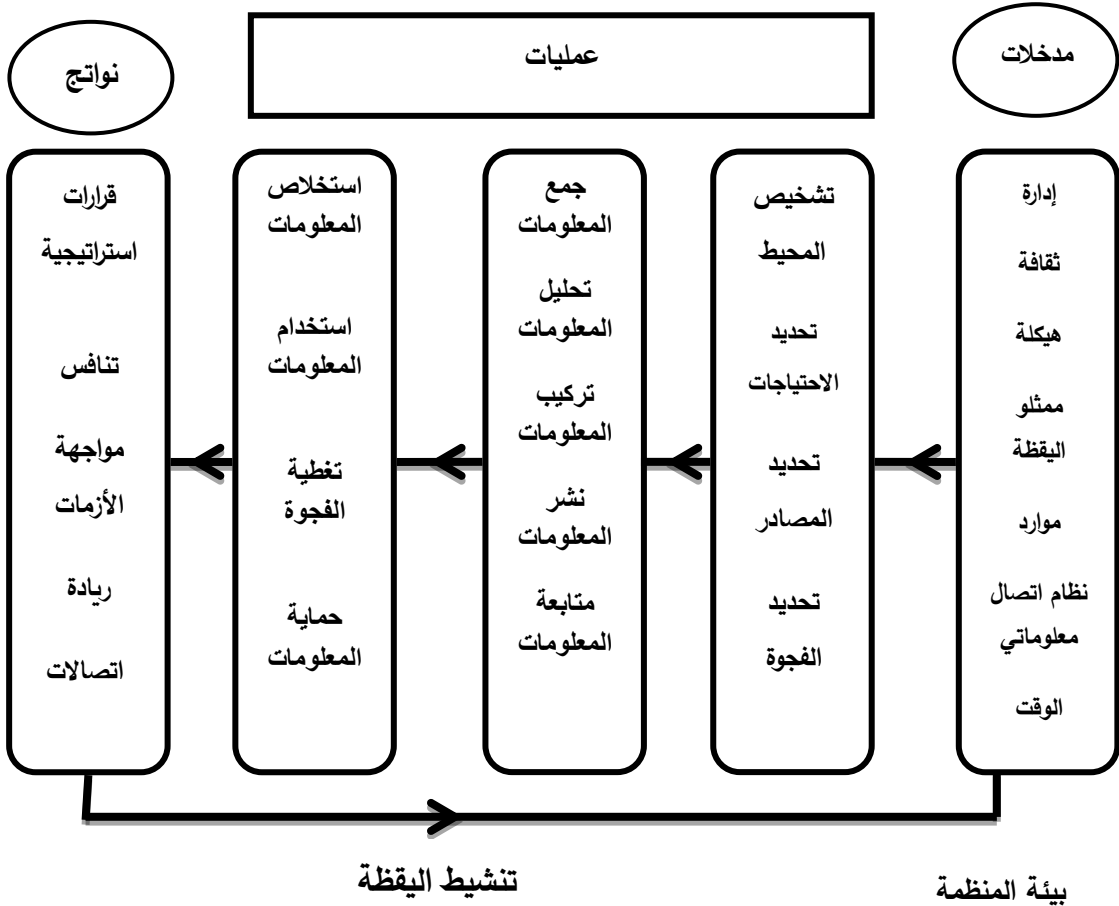 مدخلات
عمليات
نواتج
إدارة
ثقافة
هيكلة
ممثلو
اليقظة
موارد
نظام اتصال
معلوماتي
الوقت
تشخيص
المحيط
تحديد
الاحتياجات
تحديد
المصادر
تحديد
الفجوة
جمع
المعلومات
تحليل
المعلومات
تركيب
المعلومات
نشر
المعلومات
متابعة
المعلومات
استخلاص
المعلومات
استخدام
المعلومات
تغطية
الفجوة
حماية
المعلومات
قرارات
استراتيجية
تنافس
مواجهة
الأزمات
ريادة
اتصالات
بيئة المنظمة
تنشيط اليقظة